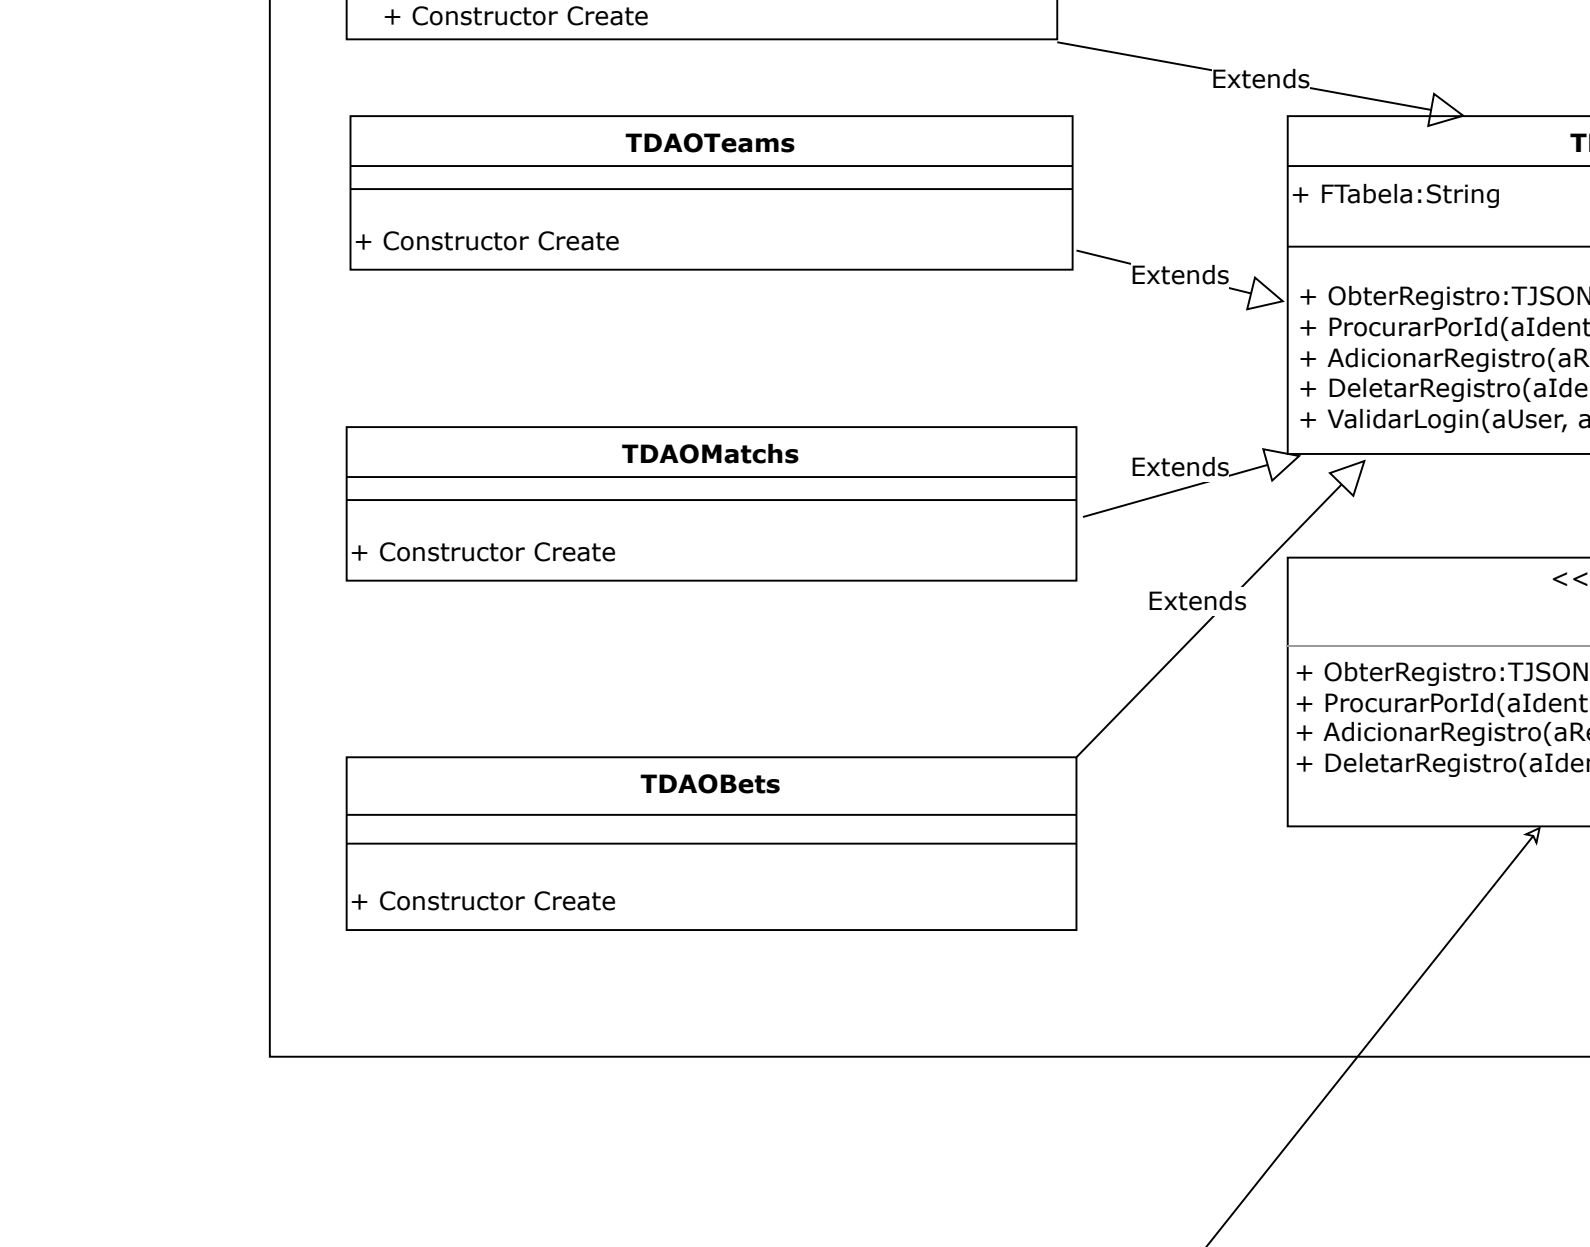 + Constructor Create
Extends
TDAOTeams
+ Constructor Create
Extends
+ FTabela:String
+ ObterRegistro:TJSON
+ ProcurarPorId(aIdent
+ AdicionarRegistro(aR
+ DeletarRegistro(aIde
+ ValidarLogin(aUser, a
TDAOMatchs
+ Constructor Create
Extends
Extends
<<
+ ObterRegistro:TJSON
+ ProcurarPorId(aIdent
+ AdicionarRegistro(aRe
+ DeletarRegistro(aIden
TDAOBets
+ Constructor Create